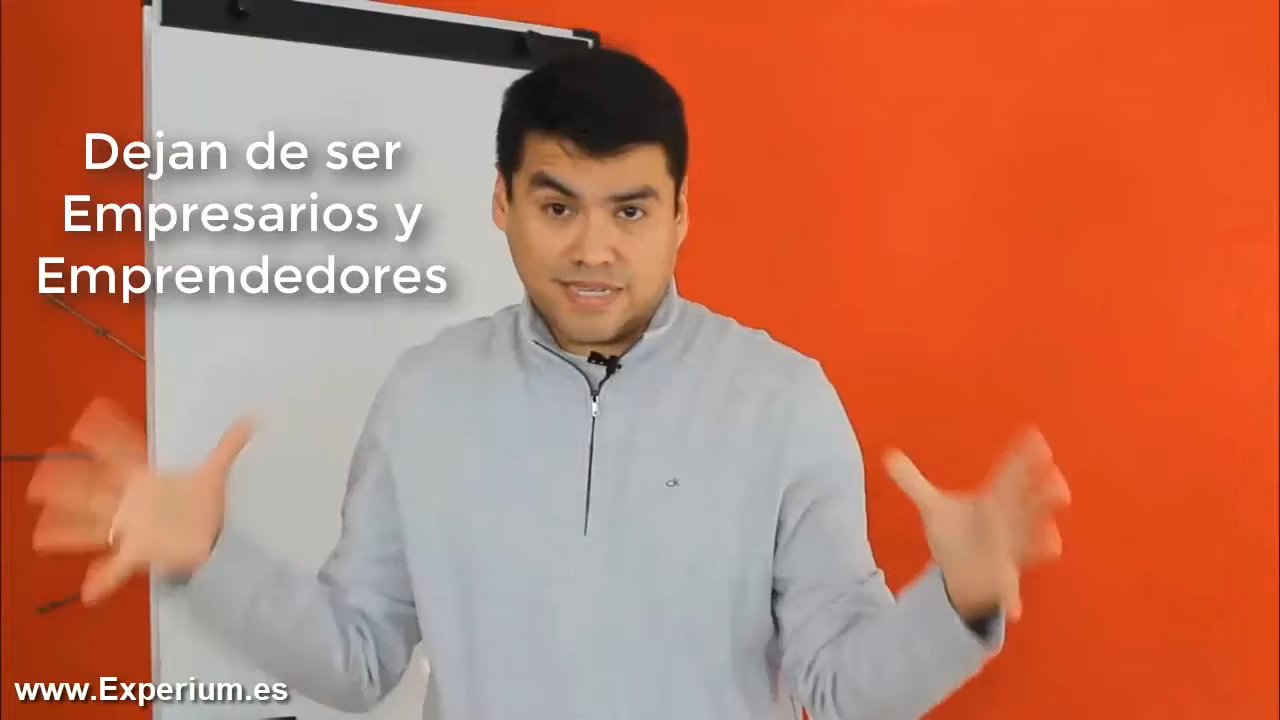 Dejan de ser
Empresarios y
Emprendedores
ck
www.Experium.es